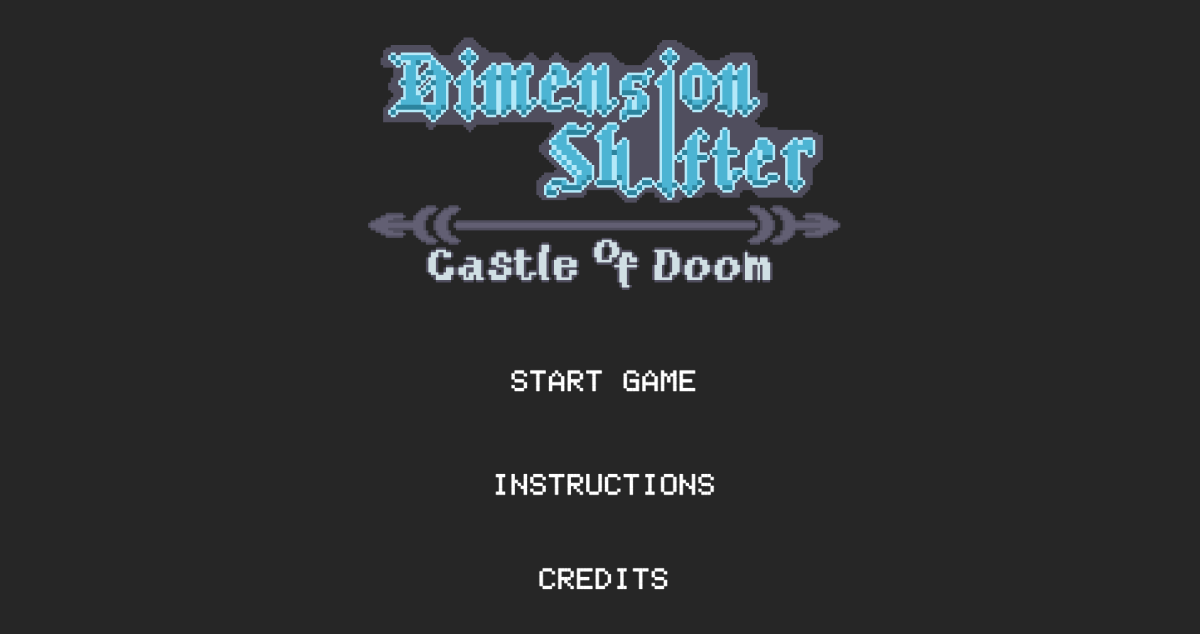 Dimension
Shifter
Castle of Doom
START GAME
INSTRUCTIONS
CREDITS